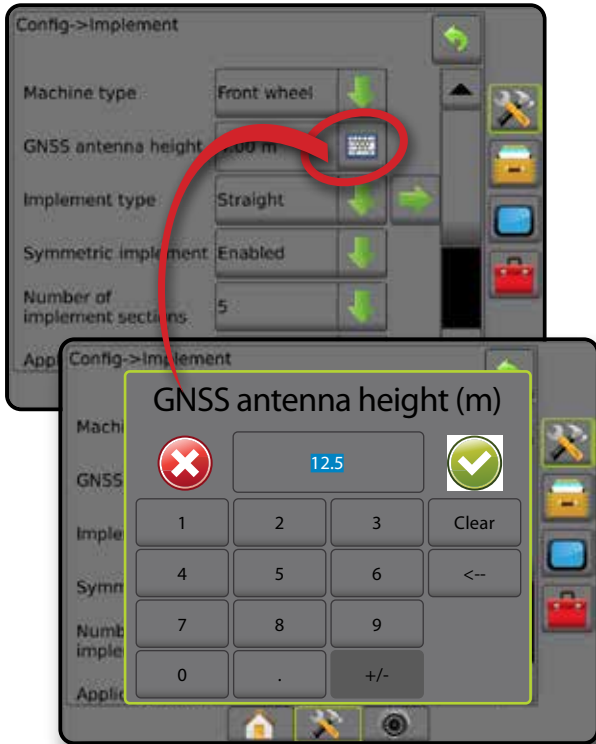 Config->Implement
Machine type
Front wheel
GNSS antenna height
.00 m
Implement type
Straight
Symmetric implement
Enabled
Number of
implement sections
5
App
Config->Implement
GNSS antenna height (m)
Machi
GNSS
12.5
Imple
1 2 3 Clear
Symm
4 5 6 <--
Numb
imple
7 8 9
Applic
0 . +/-